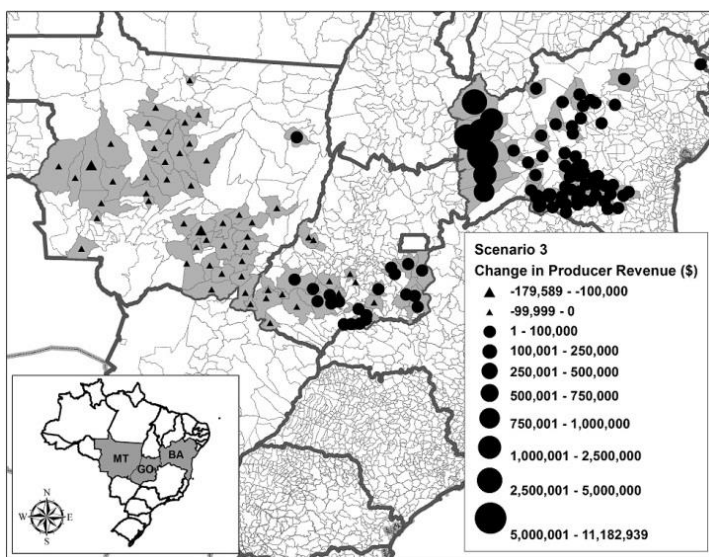 Scenario 3
Change in Producer Revenue ($)
-179,589 - -100,000
-99,999 - 0
1 - 100,000
100,001 - 250,000
250,001 - 500,000
500,001 - 750,000
750,001 - 1,000,000
1,000,001 - 2,500,000
2,500,001 - 5,000,000
5,000,001 - 11,182,939
MT
GO
BA
N
W
E
S